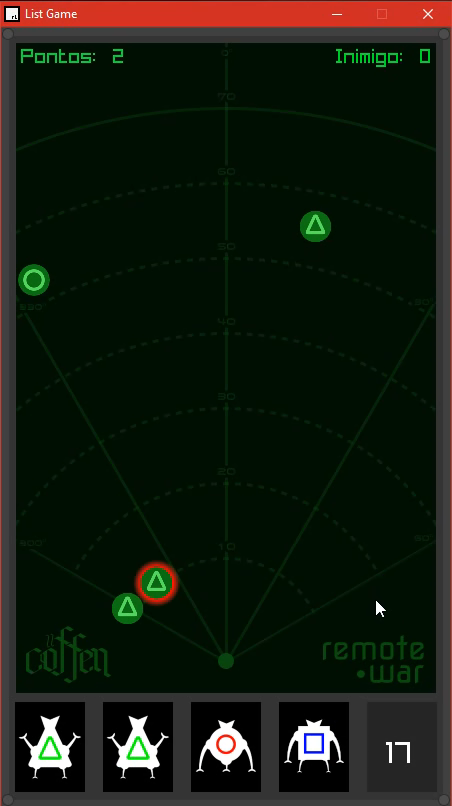 List Game
Pontos: 2
Inimigo: 0
70
60
50
40
30
20
10
coffen
remote
war
17